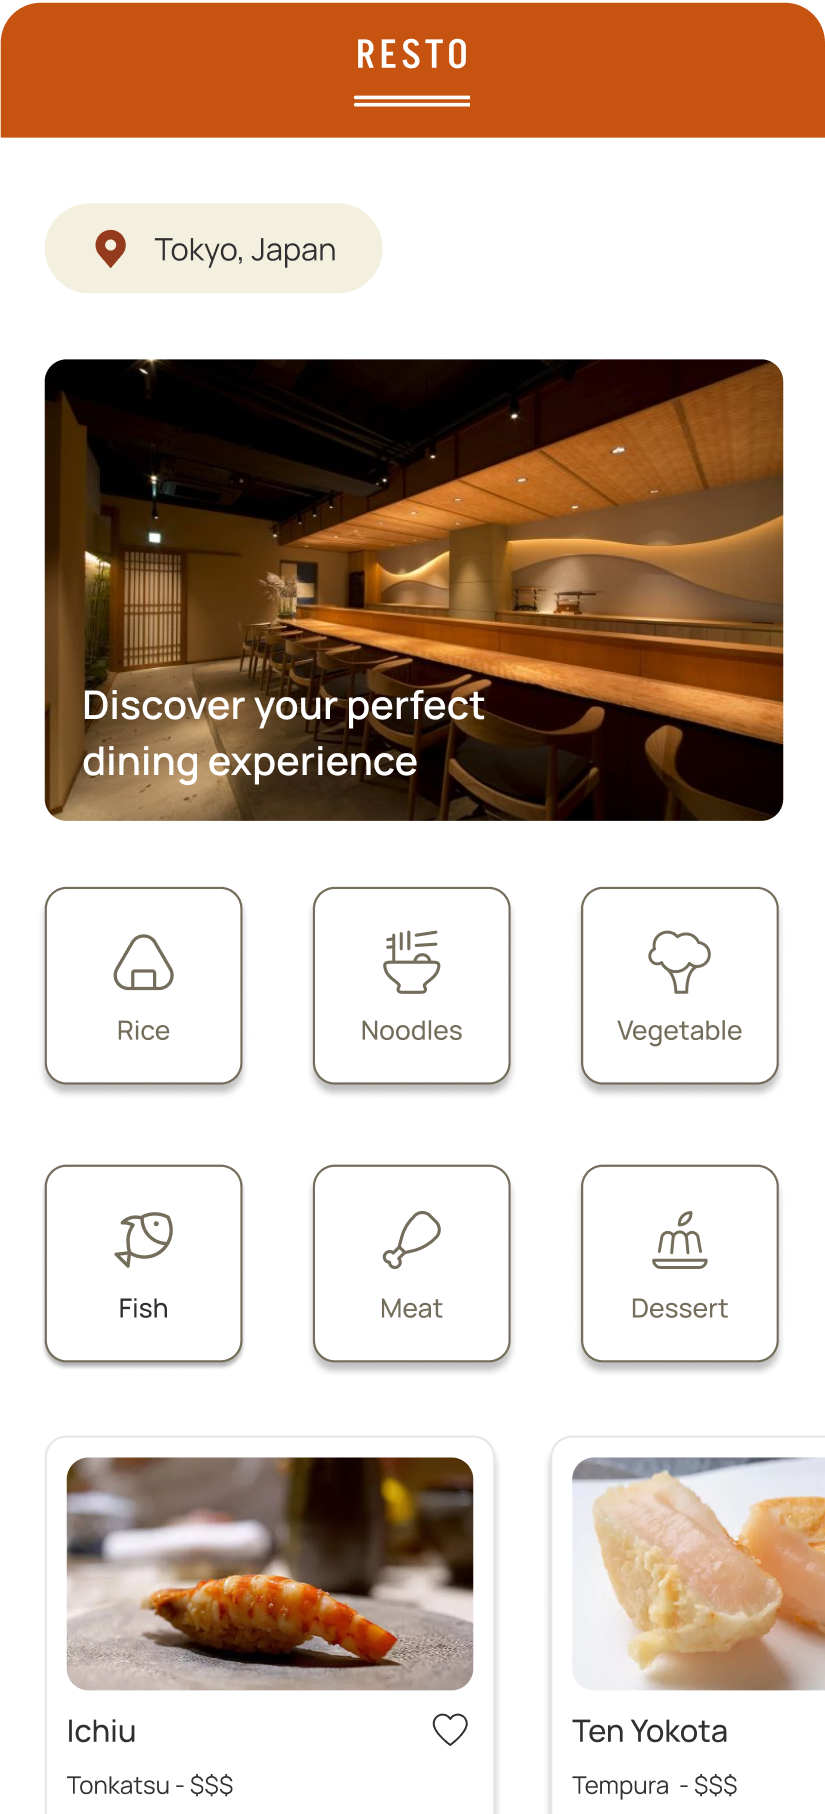 RESTO
Tokyo, Japan
Discover your perfect
dining experience
Rice
Noodles
Vegetable
Fish
Meat
Dessert
Ichiu
Tonkatsu - $$$
Ten Yokota
Tempura  - $$$